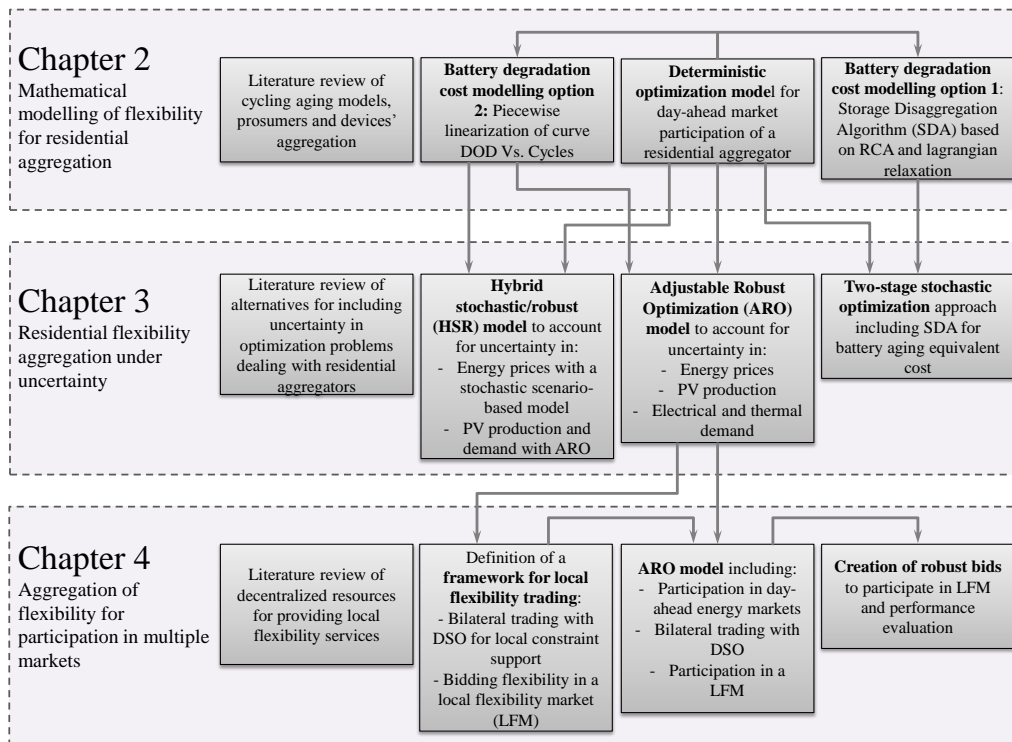 Chapter 2
Mathematical
modelling of flexibility
for residential
aggregation
Literature review of
cycling aging models,
prosumers and devices'
aggregation
Battery degradation
cost modelling option
2: Piecewise
linearization of curve
DOD Vs. Cycles
Deterministic
optimization model for
day-ahead market
participation of a
residential aggregator
Battery degradation
cost modelling option 1:
Storage Disaggregation
Algorithm (SDA) based
on RCA and lagrangian
relaxation
Chapter 3
Residential flexibility
aggregation under
uncertainty
Literature review of
alternatives for including
uncertainty in
optimization problems
dealing with residential
aggregators
Hybrid
stochastic/robust
(HSR) model to account
for uncertainty in:
- Energy prices with a
stochastic scenario-
based model
- PV production and
demand with ARO
Adjustable Robust
Optimization (ARO)
model to account for
uncertainty in:
- Energy prices
- PV production
- Electrical and thermal
demand
Two-stage stochastic
optimization approach
including SDA for
battery aging equivalent
cost
Chapter 4
Aggregation of
flexibility for
participation in multiple
markets
Literature review of
decentralized resources
for providing local
flexibility services
Definition of a
framework for local
flexibility trading:
- Bilateral trading with
DSO for local constraint
support
- Bidding flexibility in a
local flexibility market
(LFM)
ARO model including:
- Participation in day-
ahead energy markets
- Bilateral trading with
DSO
- Participation in a
LFM
Creation of robust bids
to participate in LFM
and performance
evaluation